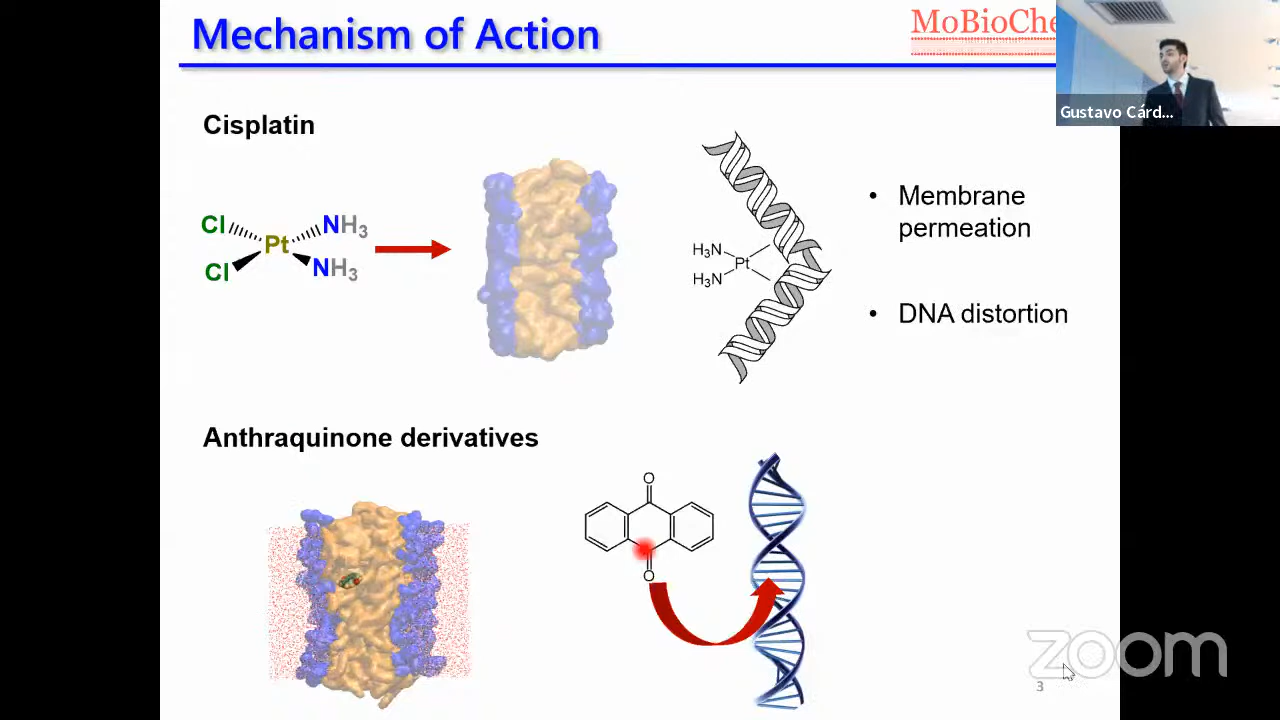 Mechanism of Action
MoBioChe
Gustavo Cárd...
Cisplatin
Cl
Cl
Pt
NH3
NH3
H3N
H3N
Pt
• Membrane
permeation
• DNA distortion
Anthraquinone derivatives
O
O
zoom
3